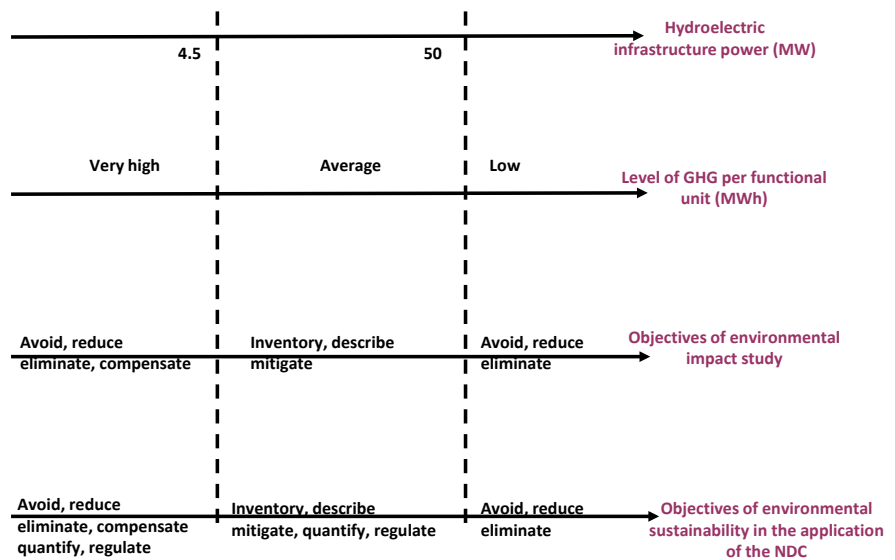 Hydroelectric
infrastructure power (MW)
4.5
50
Very high
Average
Low
Level of GHG per functional
unit (MWh)
Avoid, reduce
eliminate, compensate
Inventory, describe
mitigate
Avoid, reduce
eliminate
Objectives of environmental
impact study
Avoid, reduce
eliminate, compensate
quantify, regulate
Inventory, describe
mitigate, quantify, regulate
Avoid, reduce
eliminate
Objectives of environmental
sustainability in the application
of the NDC